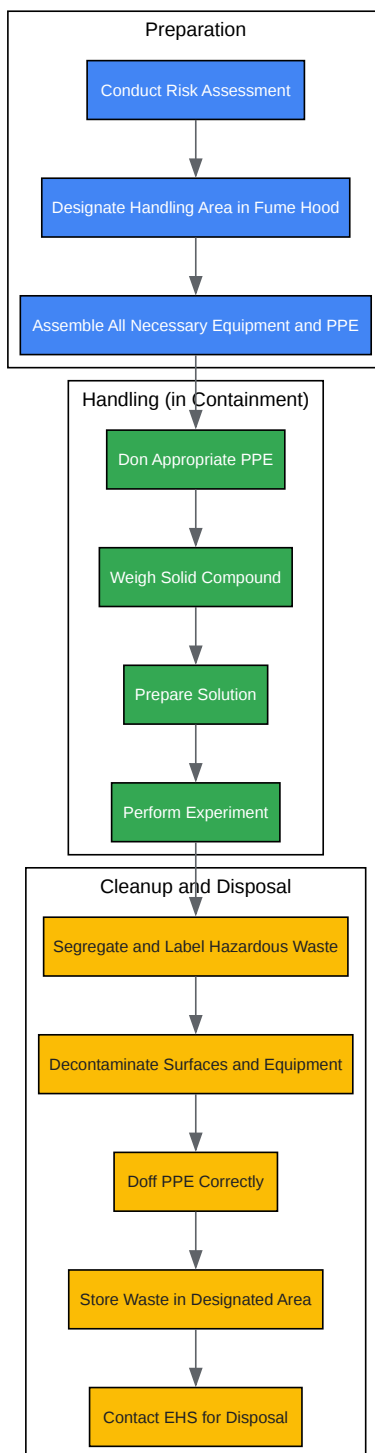 Preparation
Conduct Risk Assessment
Designate Handling Area in Fume Hood
Assemble All Necessary Equipment and PPE
Handling (in Containment)
Don Appropriate PPE
Weigh Solid Compound
Prepare Solution
Perform Experiment
Cleanup and Disposal
Segregate and Label Hazardous Waste
Decontaminate Surfaces and Equipment
Doff PPE Correctly
Store Waste in Designated Area
Contact EHS for Disposal